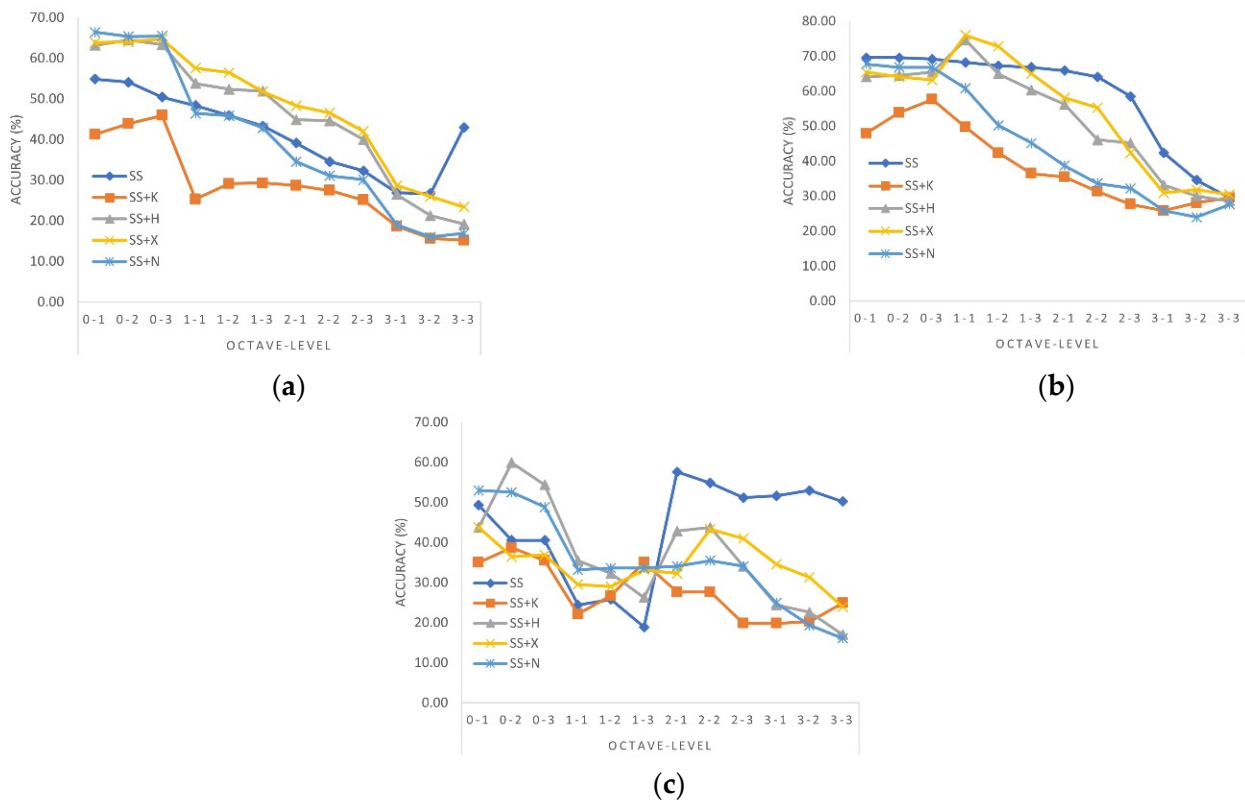 70.00
60.00
50.00
40.00
30.00
20.00
10.00
0.00
ACCURACY (%)
SS
SS+K
SS+H
SS+X
SS+N
0-1 0-2 0-3 1-1 1-2 1-3 2-1 2-2 2-3 3-1 3-2 3-3
OCTAVE-LEVEL
(a)
80.00
70.00
60.00
50.00
40.00
30.00
20.00
10.00
0.00
ACCURACY (%)
SS
SS+K
SS+H
SS+X
SS+N
0-1 0-2 0-3 1-1 1-2 1-3 2-1 2-2 2-3 3-1 3-2 3-3
OCTAVE-LEVEL
(b)
70.00
60.00
50.00
40.00
30.00
20.00
10.00
0.00
ACCURACY (%)
SS
SS+K
SS+H
SS+X
SS+N
0-1 0-2 0-3 1-1 1-2 1-3 2-1 2-2 2-3 3-1 3-2 3-3
OCTAVE-LEVEL
(c)